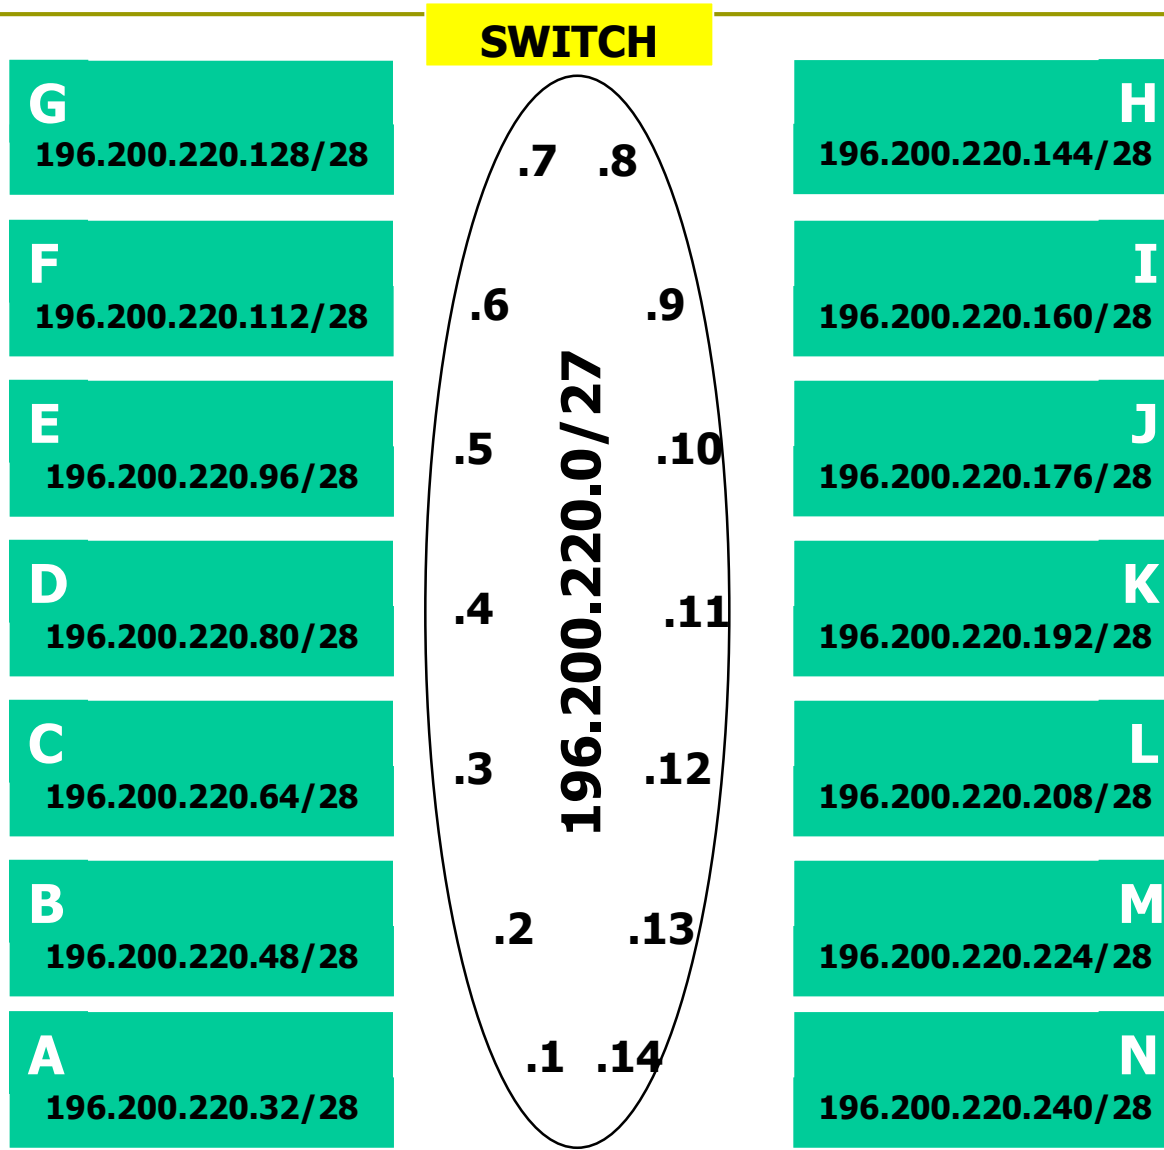 SWITCH
G
196.200.220.128/28
.7 .8
H
196.200.220.144/28
F
196.200.220.112/28
.6 .9
I
196.200.220.160/28
E
196.200.220.96/28
.5 .10
J
196.200.220.176/28
196.200.220.0/27
D
196.200.220.80/28
.4 .11
K
196.200.220.192/28
C
196.200.220.64/28
.3 .12
L
196.200.220.208/28
B
196.200.220.48/28
.2 .13
M
196.200.220.224/28
A
196.200.220.32/28
.1 .14
N
196.200.220.240/28